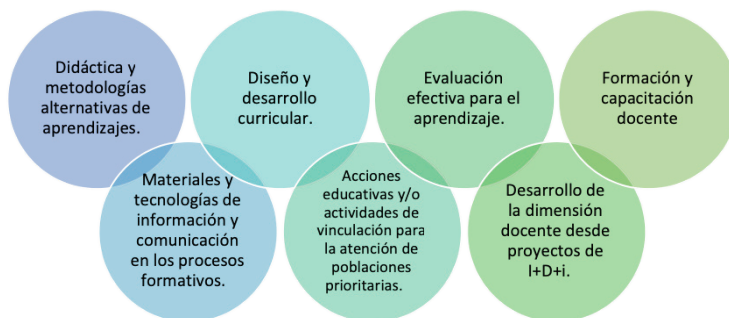 Didáctica y
metodologías
alternativas de
aprendizajes.
Materiales y
tecnologías de
información y
comunicación
en los procesos
formativos.
Diseño y
desarrollo
curricular.
Acciones
educativas y/o
actividades de
vinculación para
la atención de
poblaciones
prioritarias.
Evaluación
efectiva para el
aprendizaje.
Desarrollo de
la dimensión
docente desde
proyectos de
I+D+i.
Formación y
capacitación
docente